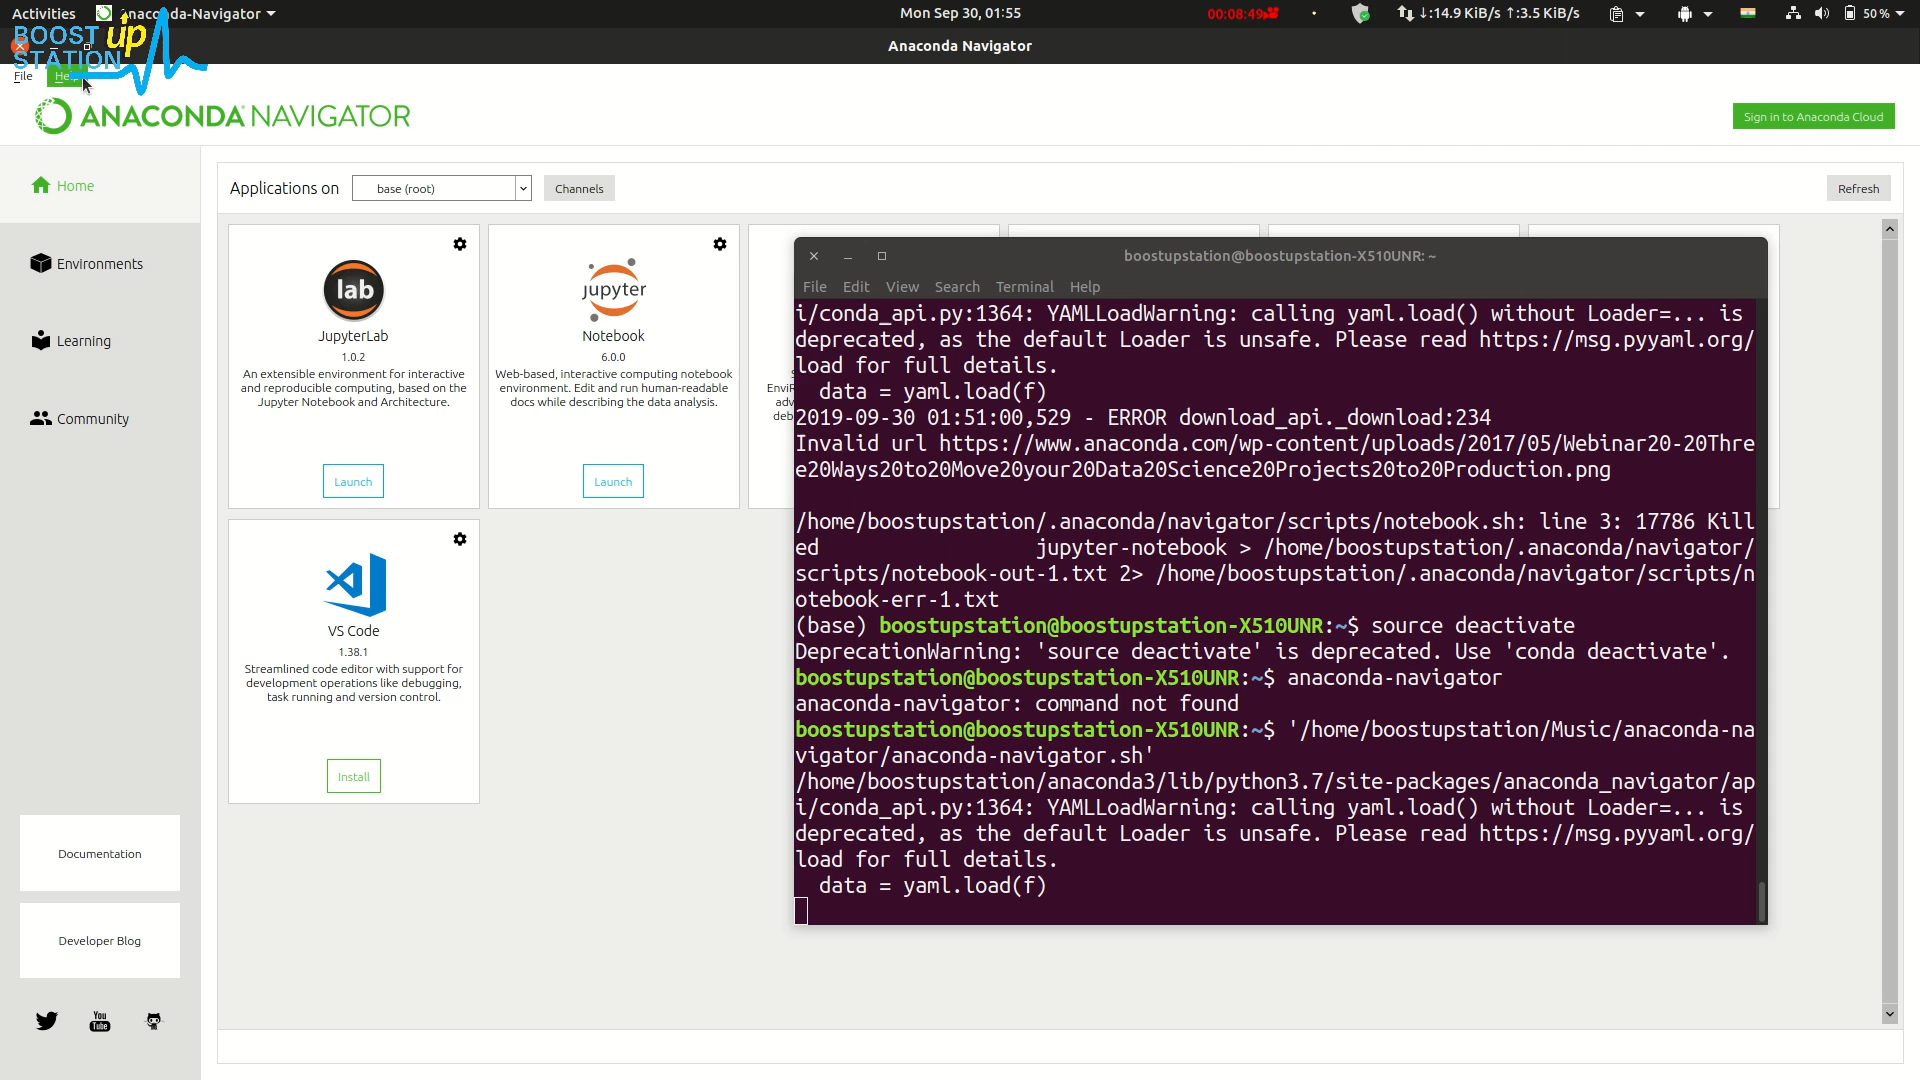 Activities
Anaconda-Navigator
Mon Sep 30, 01:55
00:08:49
↓:14.9 KiB/s ↑:3.5 KiB/s
50 %
BOOST up
STATION
Anaconda Navigator
File Help
ANACONDA NAVIGATOR
Sign in to Anaconda Cloud
Home
Environments
Learning
Community
Documentation
Developer Blog
You
Tube
Applications on
base (root)
Channels
Refresh
lab
JupyterLab
1.0.2
An extensible environment for interactive
and reproducible computing, based on the
Jupyter Notebook and Architecture.
Launch
jupyter
Notebook
6.0.0
Web-based, interactive computing notebook
environment. Edit and run human-readable
docs while describing the data analysis.
Launch
VS Code
1.38.1
Streamlined code editor with support for
development operations like debugging,
task running and version control.
Install
boostupstation@boostupstation-X510UNR: ~
File Edit View Search Terminal Help
i/conda_api.py:1364: YAMLLoadWarning: calling yaml.load() without Loader=... is
deprecated, as the default Loader is unsafe. Please read https://msg.pyyaml.org/
load for full details.
data = yaml.load(f)
2019-09-30 01:51:00,529 - ERROR download_api._download:234
Invalid url https://www.anaconda.com/wp-content/uploads/2017/05/Webinar20-20Thre
e20Ways20to20Move20your20Data20Science20Projects20to20Production.png
/home/boostupstation/.anaconda/navigator/scripts/notebook.sh: line 3: 17786 Kill
ed jupyter-notebook > /home/boostupstation/.anaconda/navigator/
scripts/notebook-out-1.txt 2> /home/boostupstation/.anaconda/navigator/scripts/n
otebook-err-1.txt
(base) boostupstation@boostupstation-X510UNR:~$ source deactivate
DeprecationWarning: 'source deactivate' is deprecated. Use 'conda deactivate'.
boostupstation@boostupstation-X510UNR:~$ anaconda-navigator
anaconda-navigator: command not found
boostupstation@boostupstation-X510UNR:~$ '/home/boostupstation/Music/anaconda-na
vigator/anaconda-navigator.sh'
/home/boostupstation/anaconda3/lib/python3.7/site-packages/anaconda_navigator/ap
i/conda_api.py:1364: YAMLLoadWarning: calling yaml.load() without Loader=... is
deprecated, as the default Loader is unsafe. Please read https://msg.pyyaml.org/
load for full details.
data = yaml.load(f)